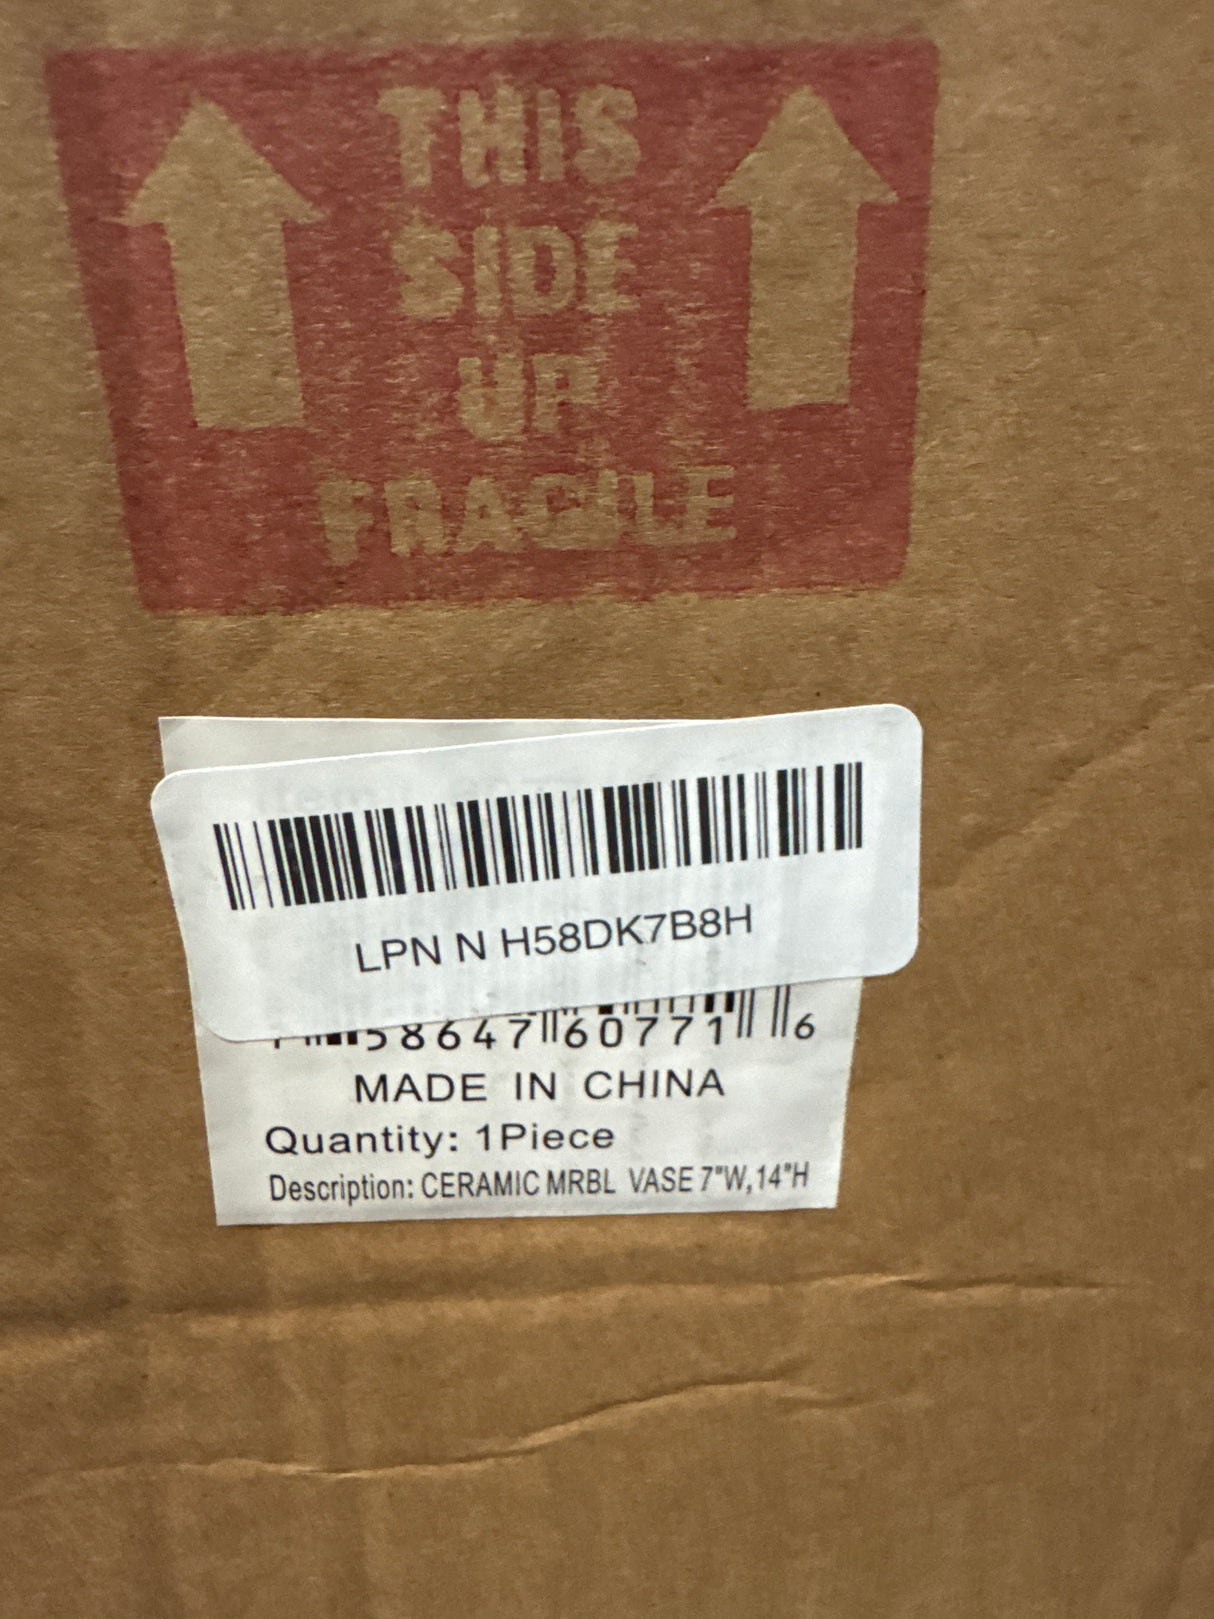 THIS
SIDE
UP
FRAGILE
LPN N H58DK7B8H
58647 60771 6
MADE IN CHINA
Quantity: 1Piece
Description: CERAMIC MRBL VASE 7"W,14"H